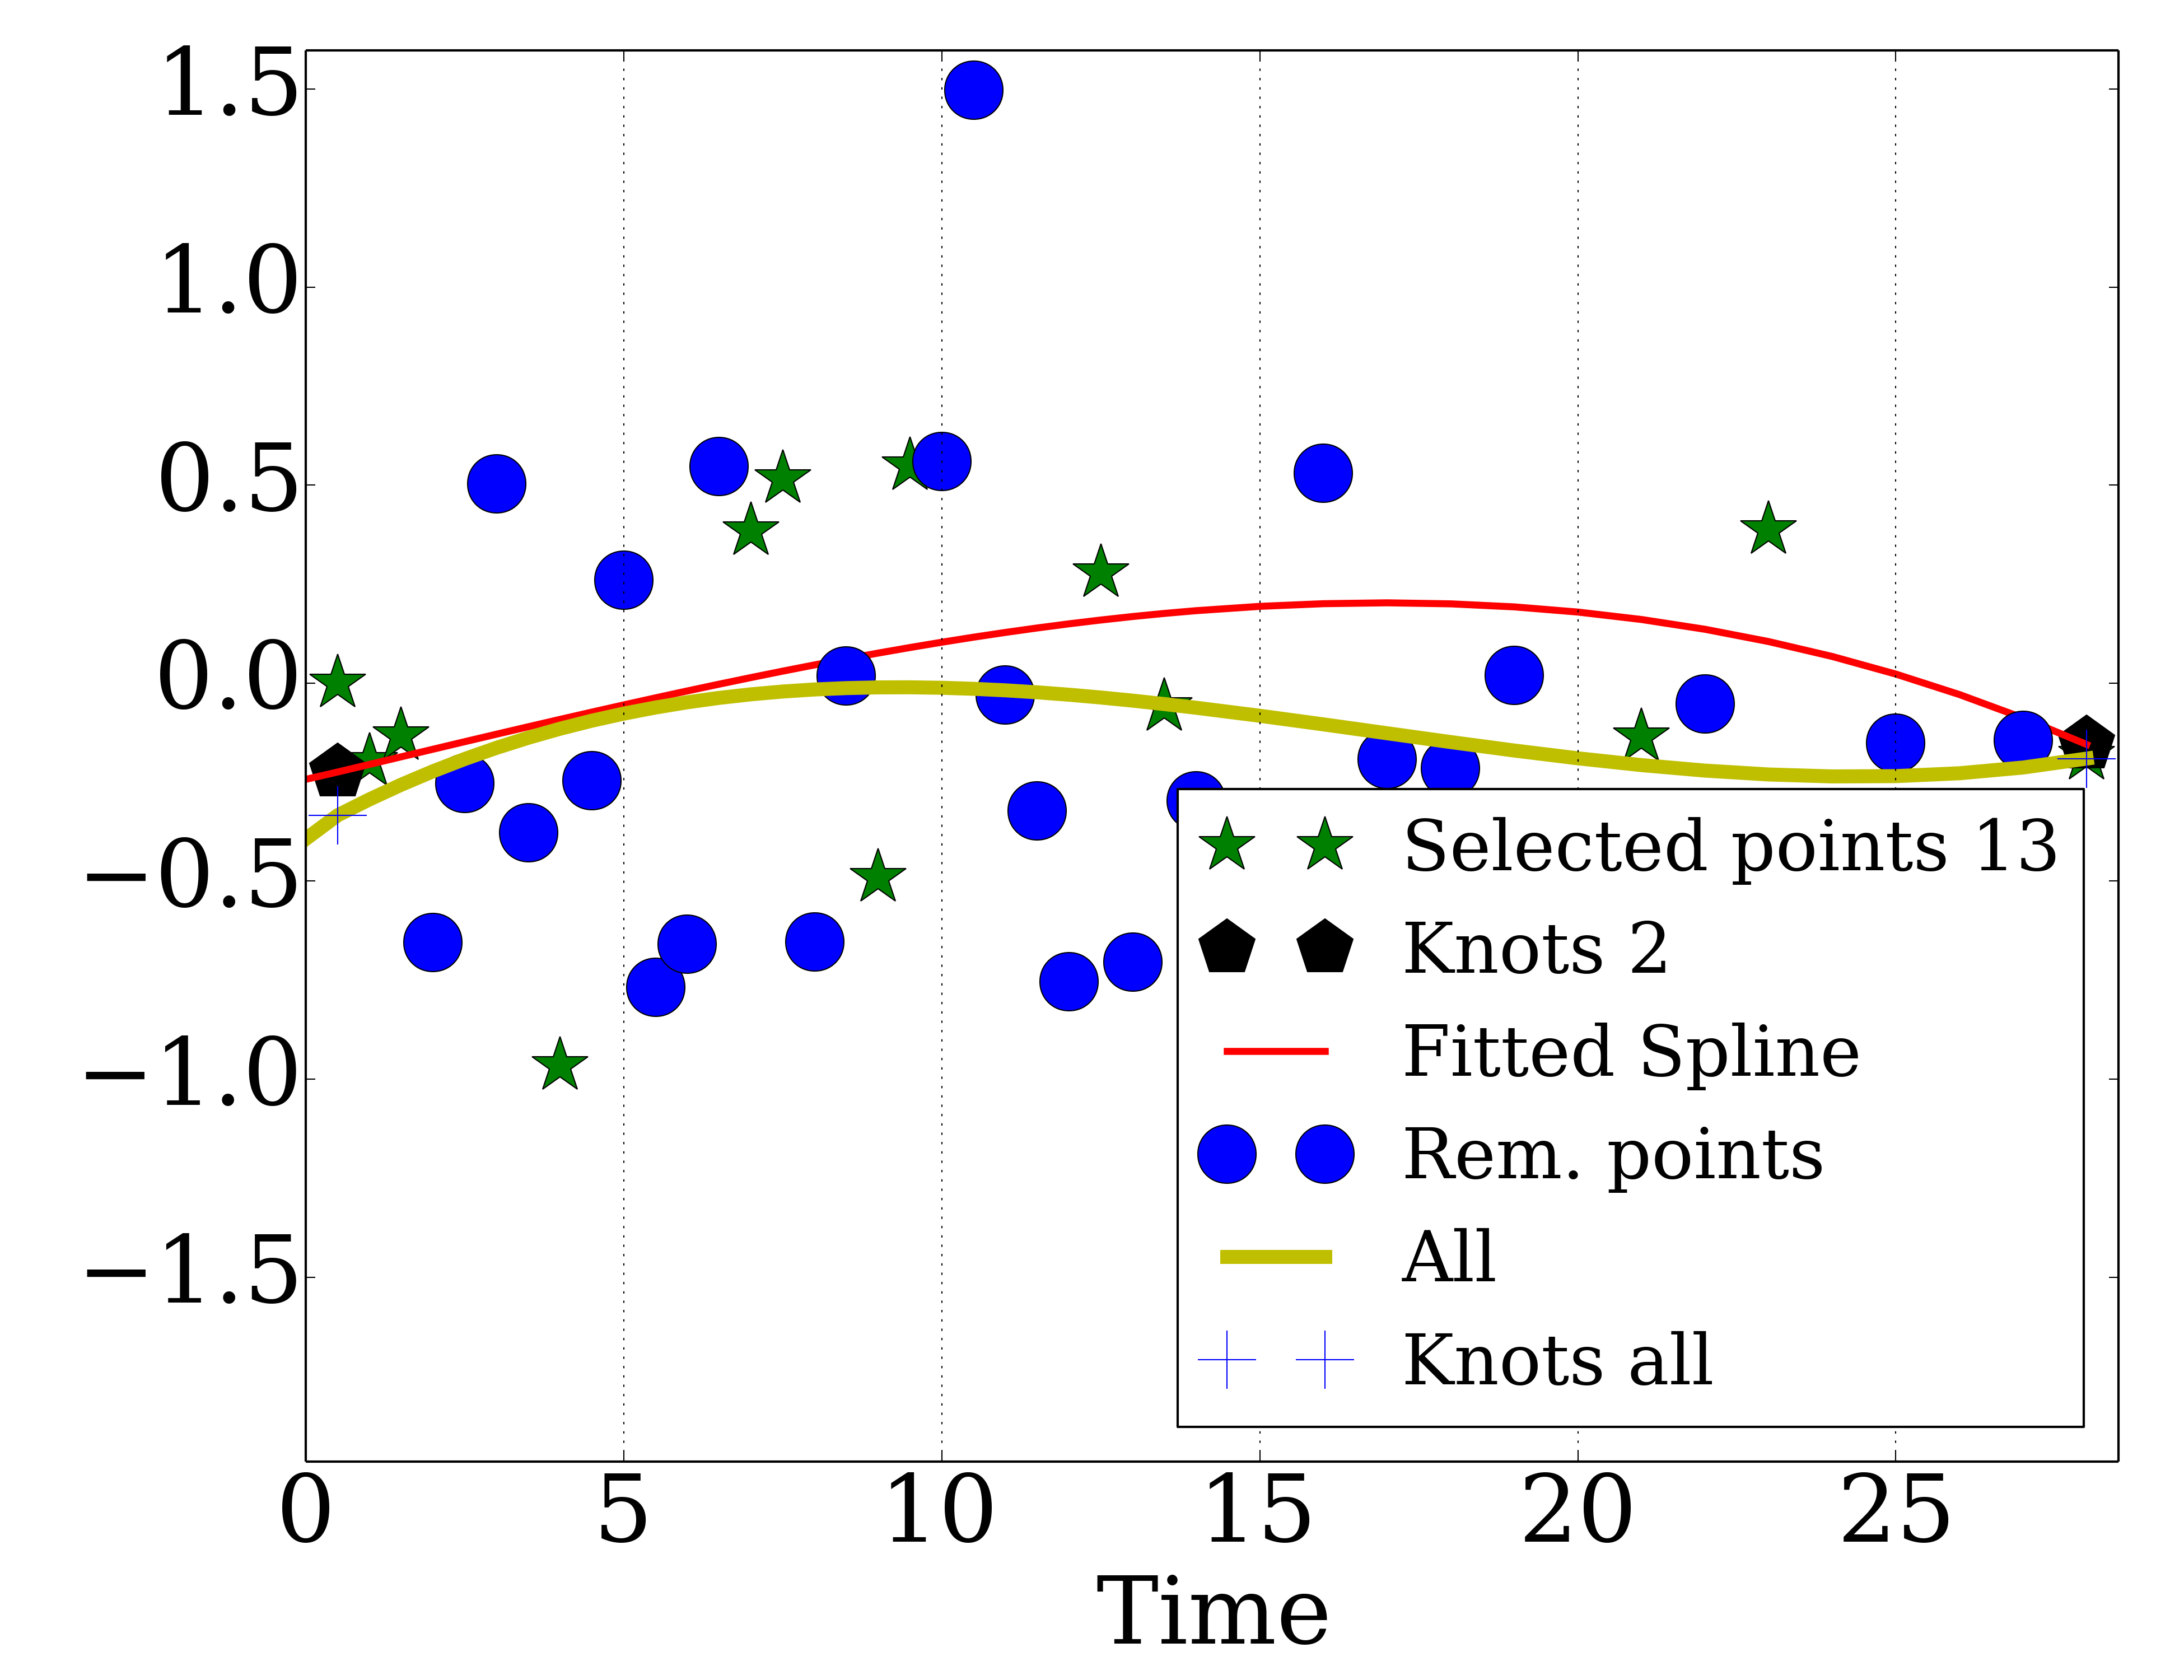 1.5
1.0
0.5
0.0
−0.5
−1.0
−1.5
Selected points 13
Knots 2
Fitted Spline
Rem. points
All
Knots all
0 5 10 15 20 25
Time